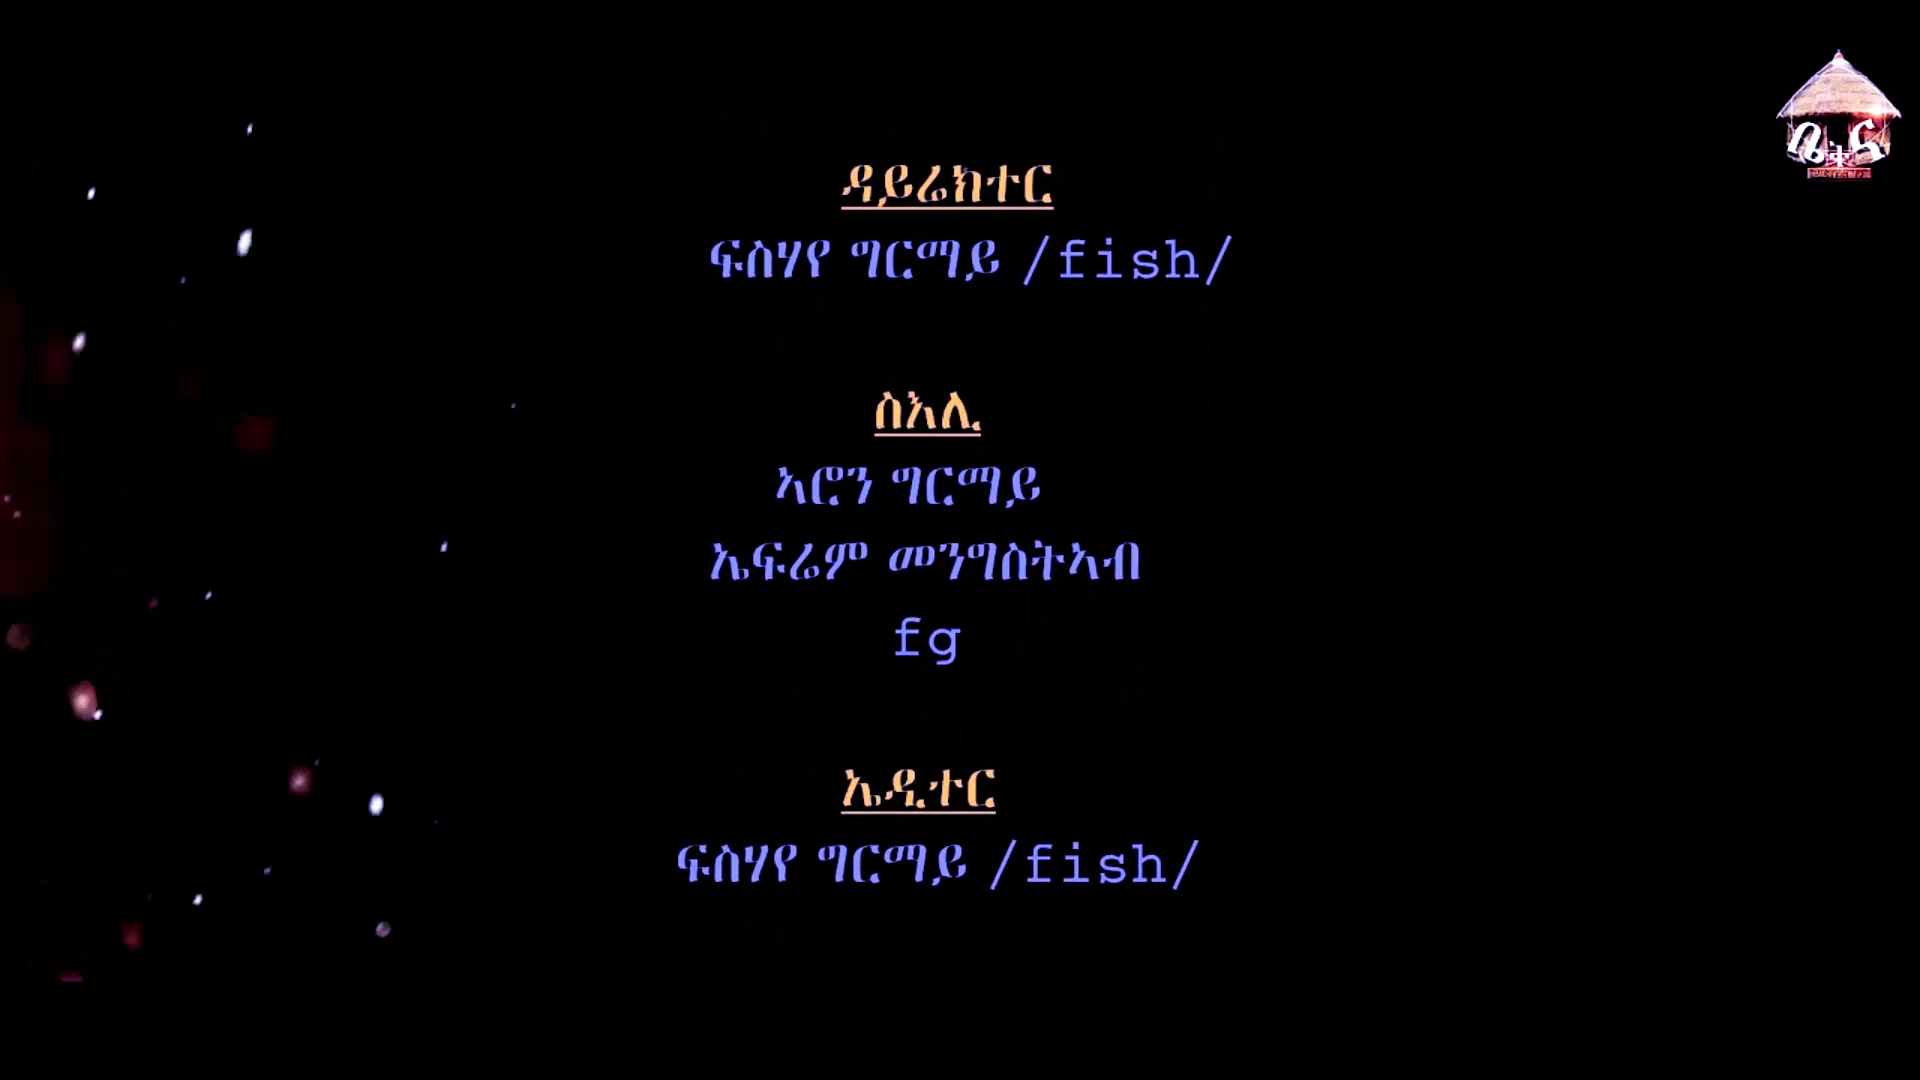 ዳይሬክተር
ፍስሃየ ግርማይ /fish/
ስእሊ
ኣሮን ግርማይ
ኤፍሬም መንግስትኣብ
fg
ኤዲተር
ፍስሃየ ግርማይ /fish/